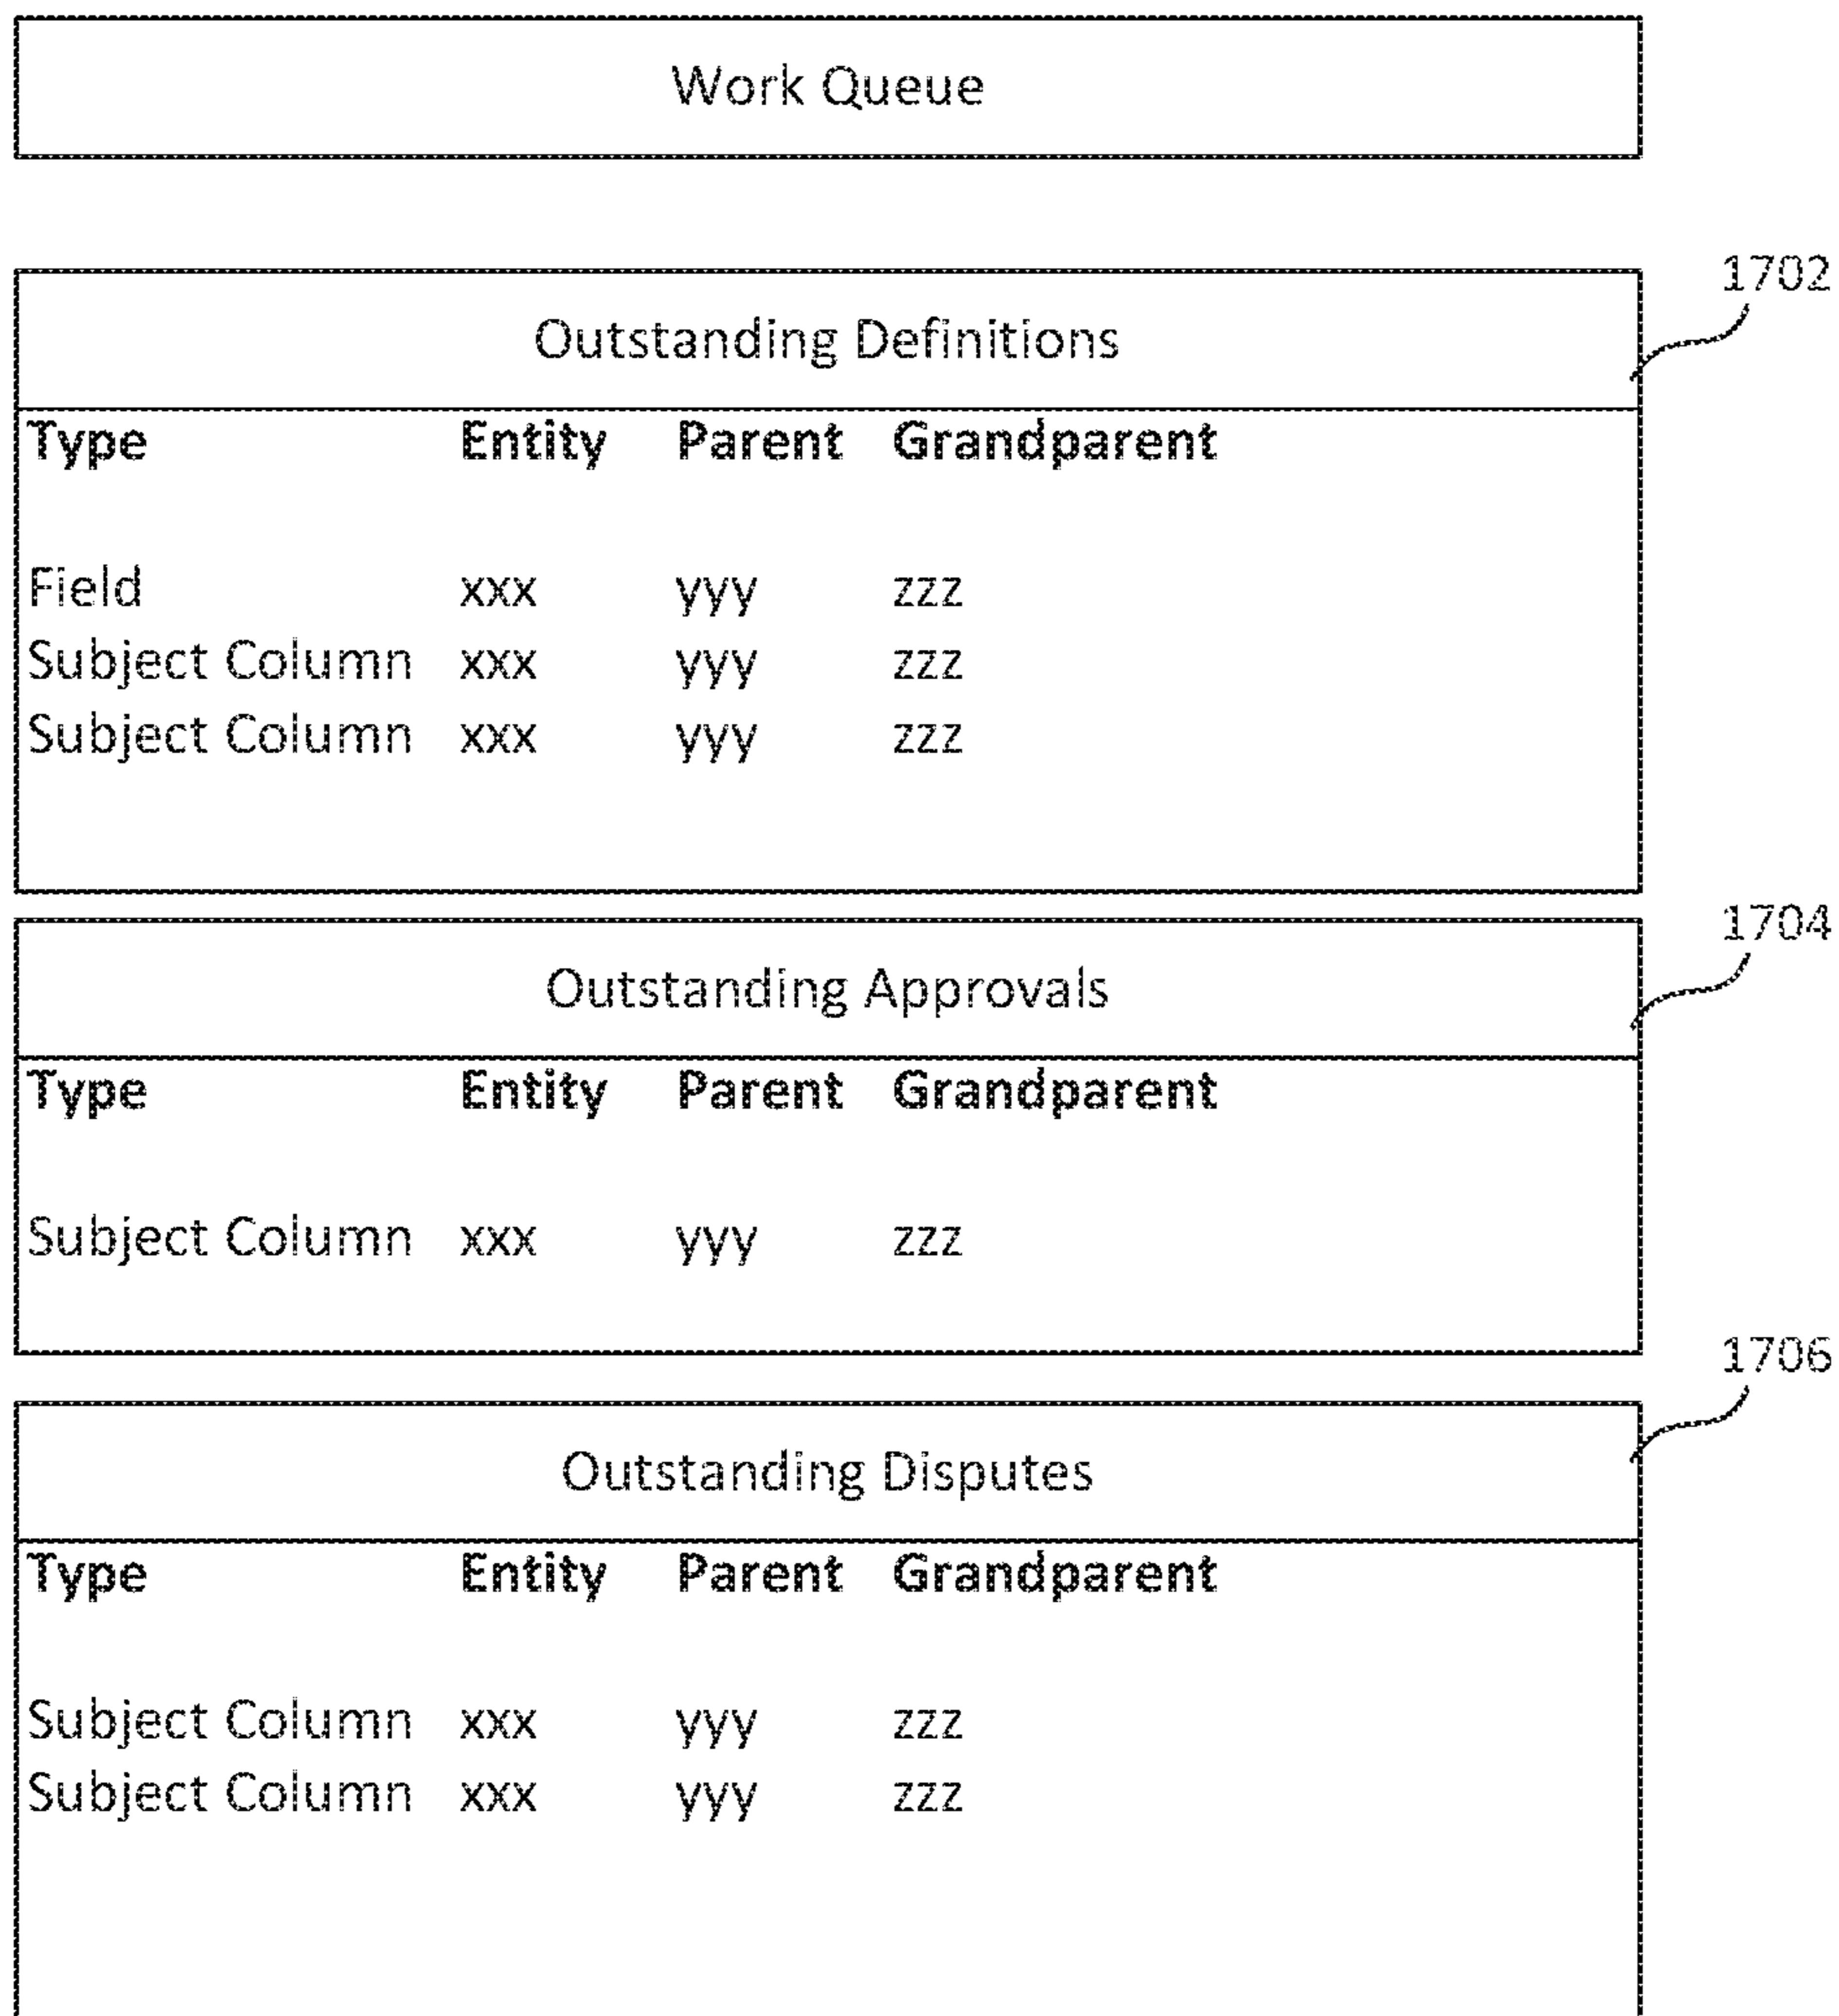 Work Queue
1702
Outstanding Definitions
Type Entity Parent Grandparent
Field xxx yyy zzz
Subject Column xxx yyy zzz
Subject Column xxx yyy zzz
1704
Outstanding Approvals
Type Entity Parent Grandparent
Subject Column xxx yyy zzz
1706
Outstanding Disputes
Type Entity Parent Grandparent
Subject Column xxx yyy zzz
Subject Column xxx yyy zzz